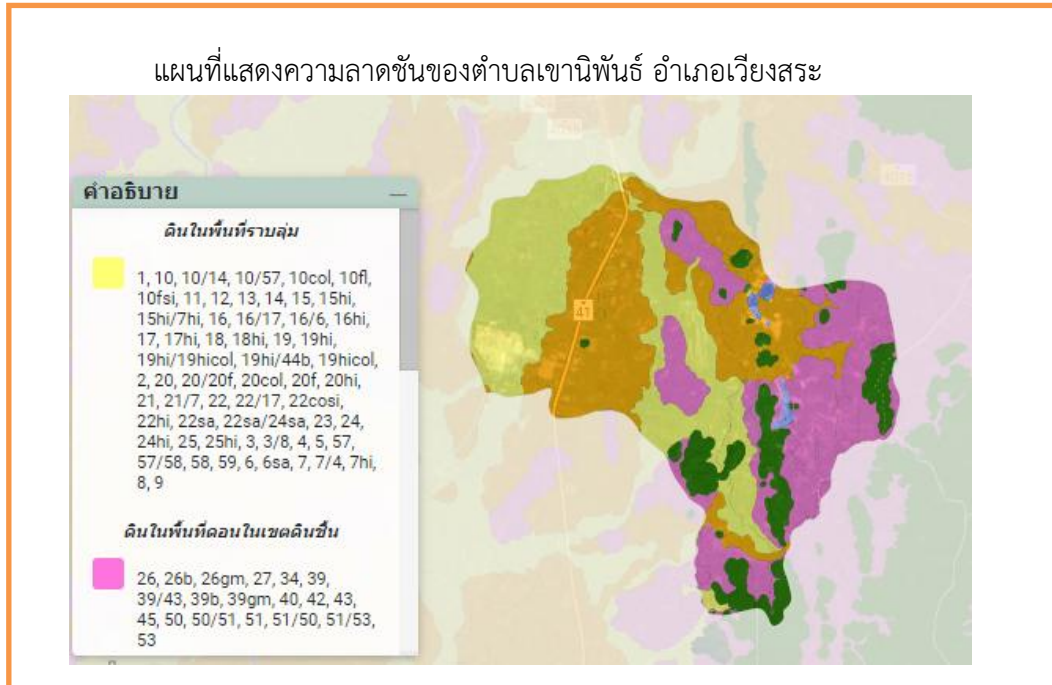 แผนที่แสดงความลาดชันของตำบลเขานิพันธ์ อำเภอเวียงสระ
คำอธิบาย
ดินในพื้นที่ราบลุ่ม
1, 10, 10/14, 10/57, 10col, 10fl,
10fsi, 11, 12, 13, 14, 15, 15hi,
15hi/7hi, 16, 16/17, 16/6, 16hi,
17, 17hi, 18, 18hi, 19, 19hi,
19hi/19hicol, 19hi/44b, 19hicol,
2, 20, 20/20f, 20col, 20f, 20hi,
21, 21/7, 22, 22/17, 22cosi,
22hi, 22sa, 22sa/24sa, 23, 24,
24hi, 25, 25hi, 3, 3/8, 4, 5, 57,
57/58, 58, 59, 6, 6sa, 7, 7/4, 7hi,
8, 9
ดินในพื้นที่ดอนในเขตดินชื้น
26, 26b, 26gm, 27, 34, 39,
39/43, 39b, 39gm, 40, 42, 43,
45, 50, 50/51, 51, 51/50, 51/53,
53
41